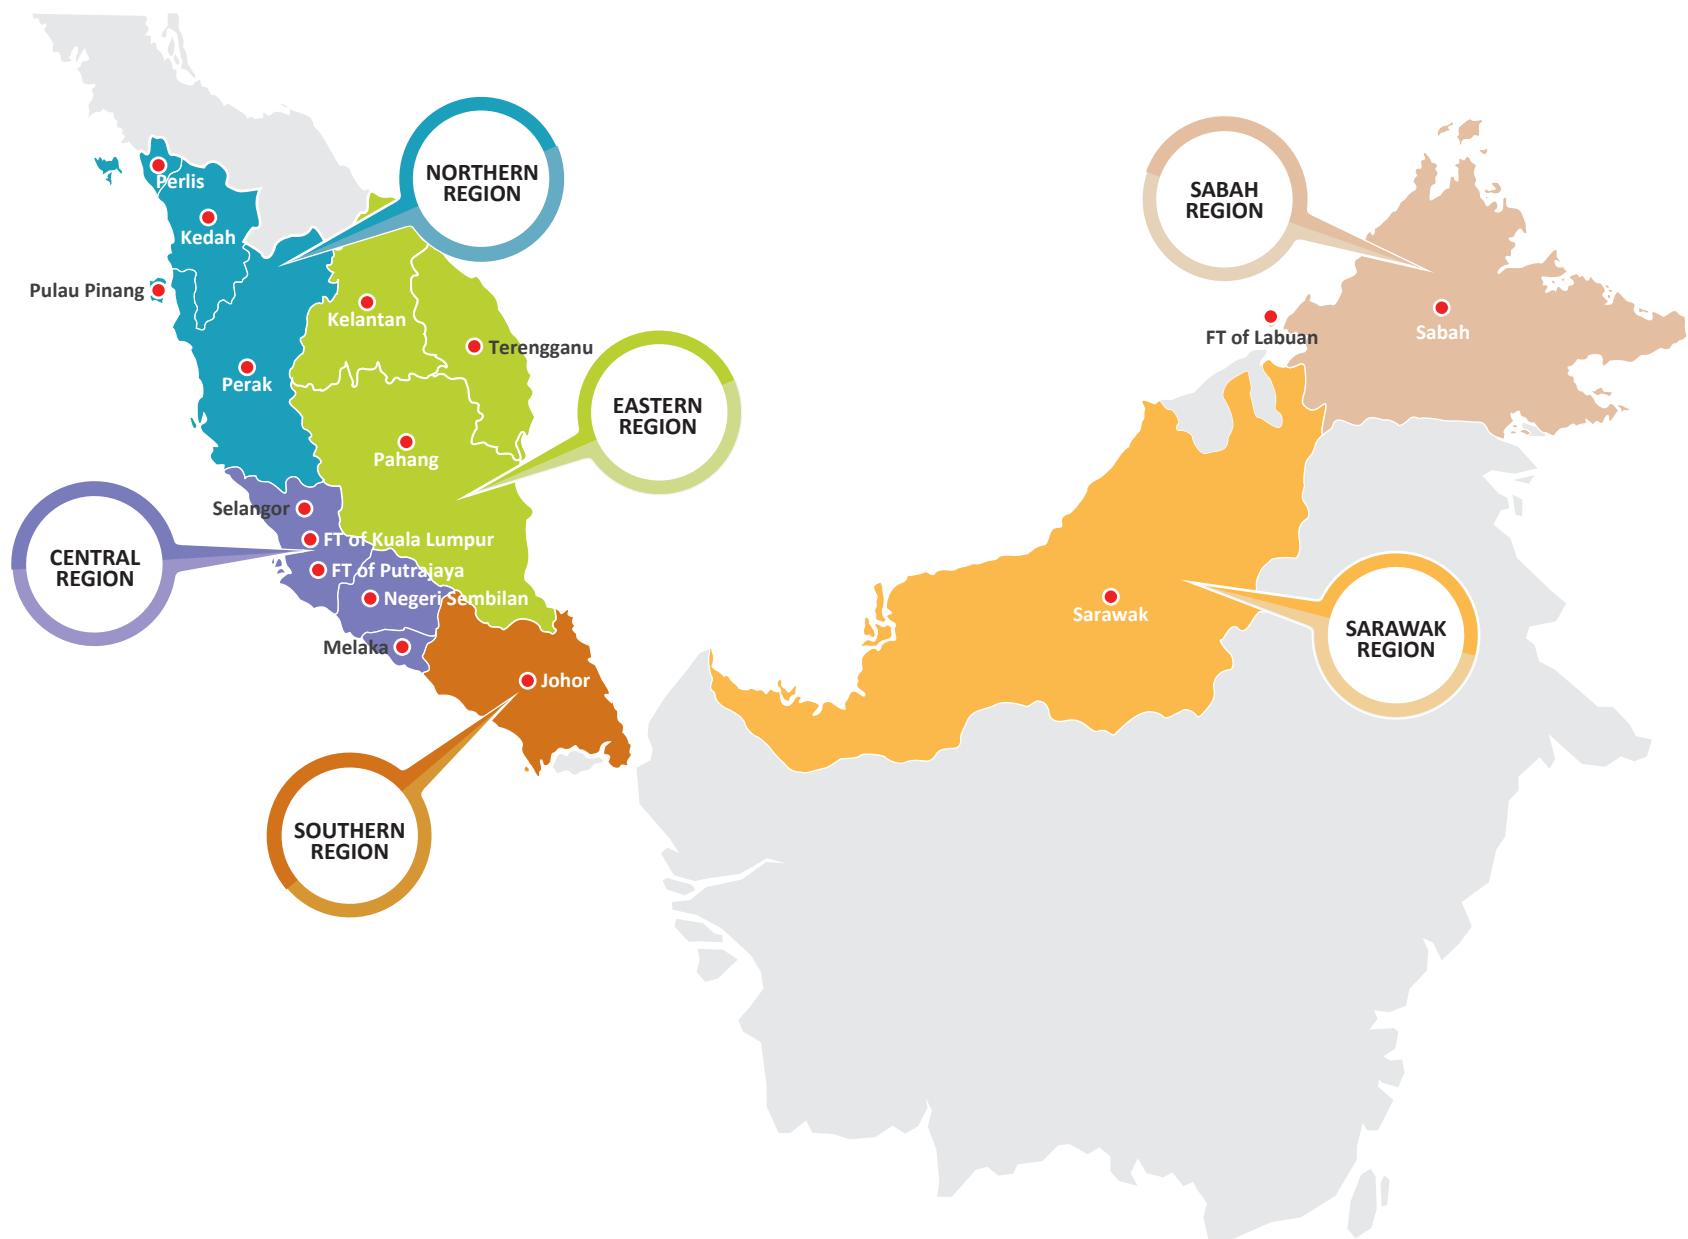 NORTHERN
REGION
Perlis
Kedah
Pulau Pinang
Perak
Kelantan
Terengganu
Pahang
EASTERN
REGION
Selangor
FT of Kuala Lumpur
CENTRAL
REGION
FT of Putrajaya
Negeri Sembilan
Melaka
Johor
SOUTHERN
REGION
SABAH
REGION
FT of Labuan
Sabah
Sarawak
SARAWAK
REGION